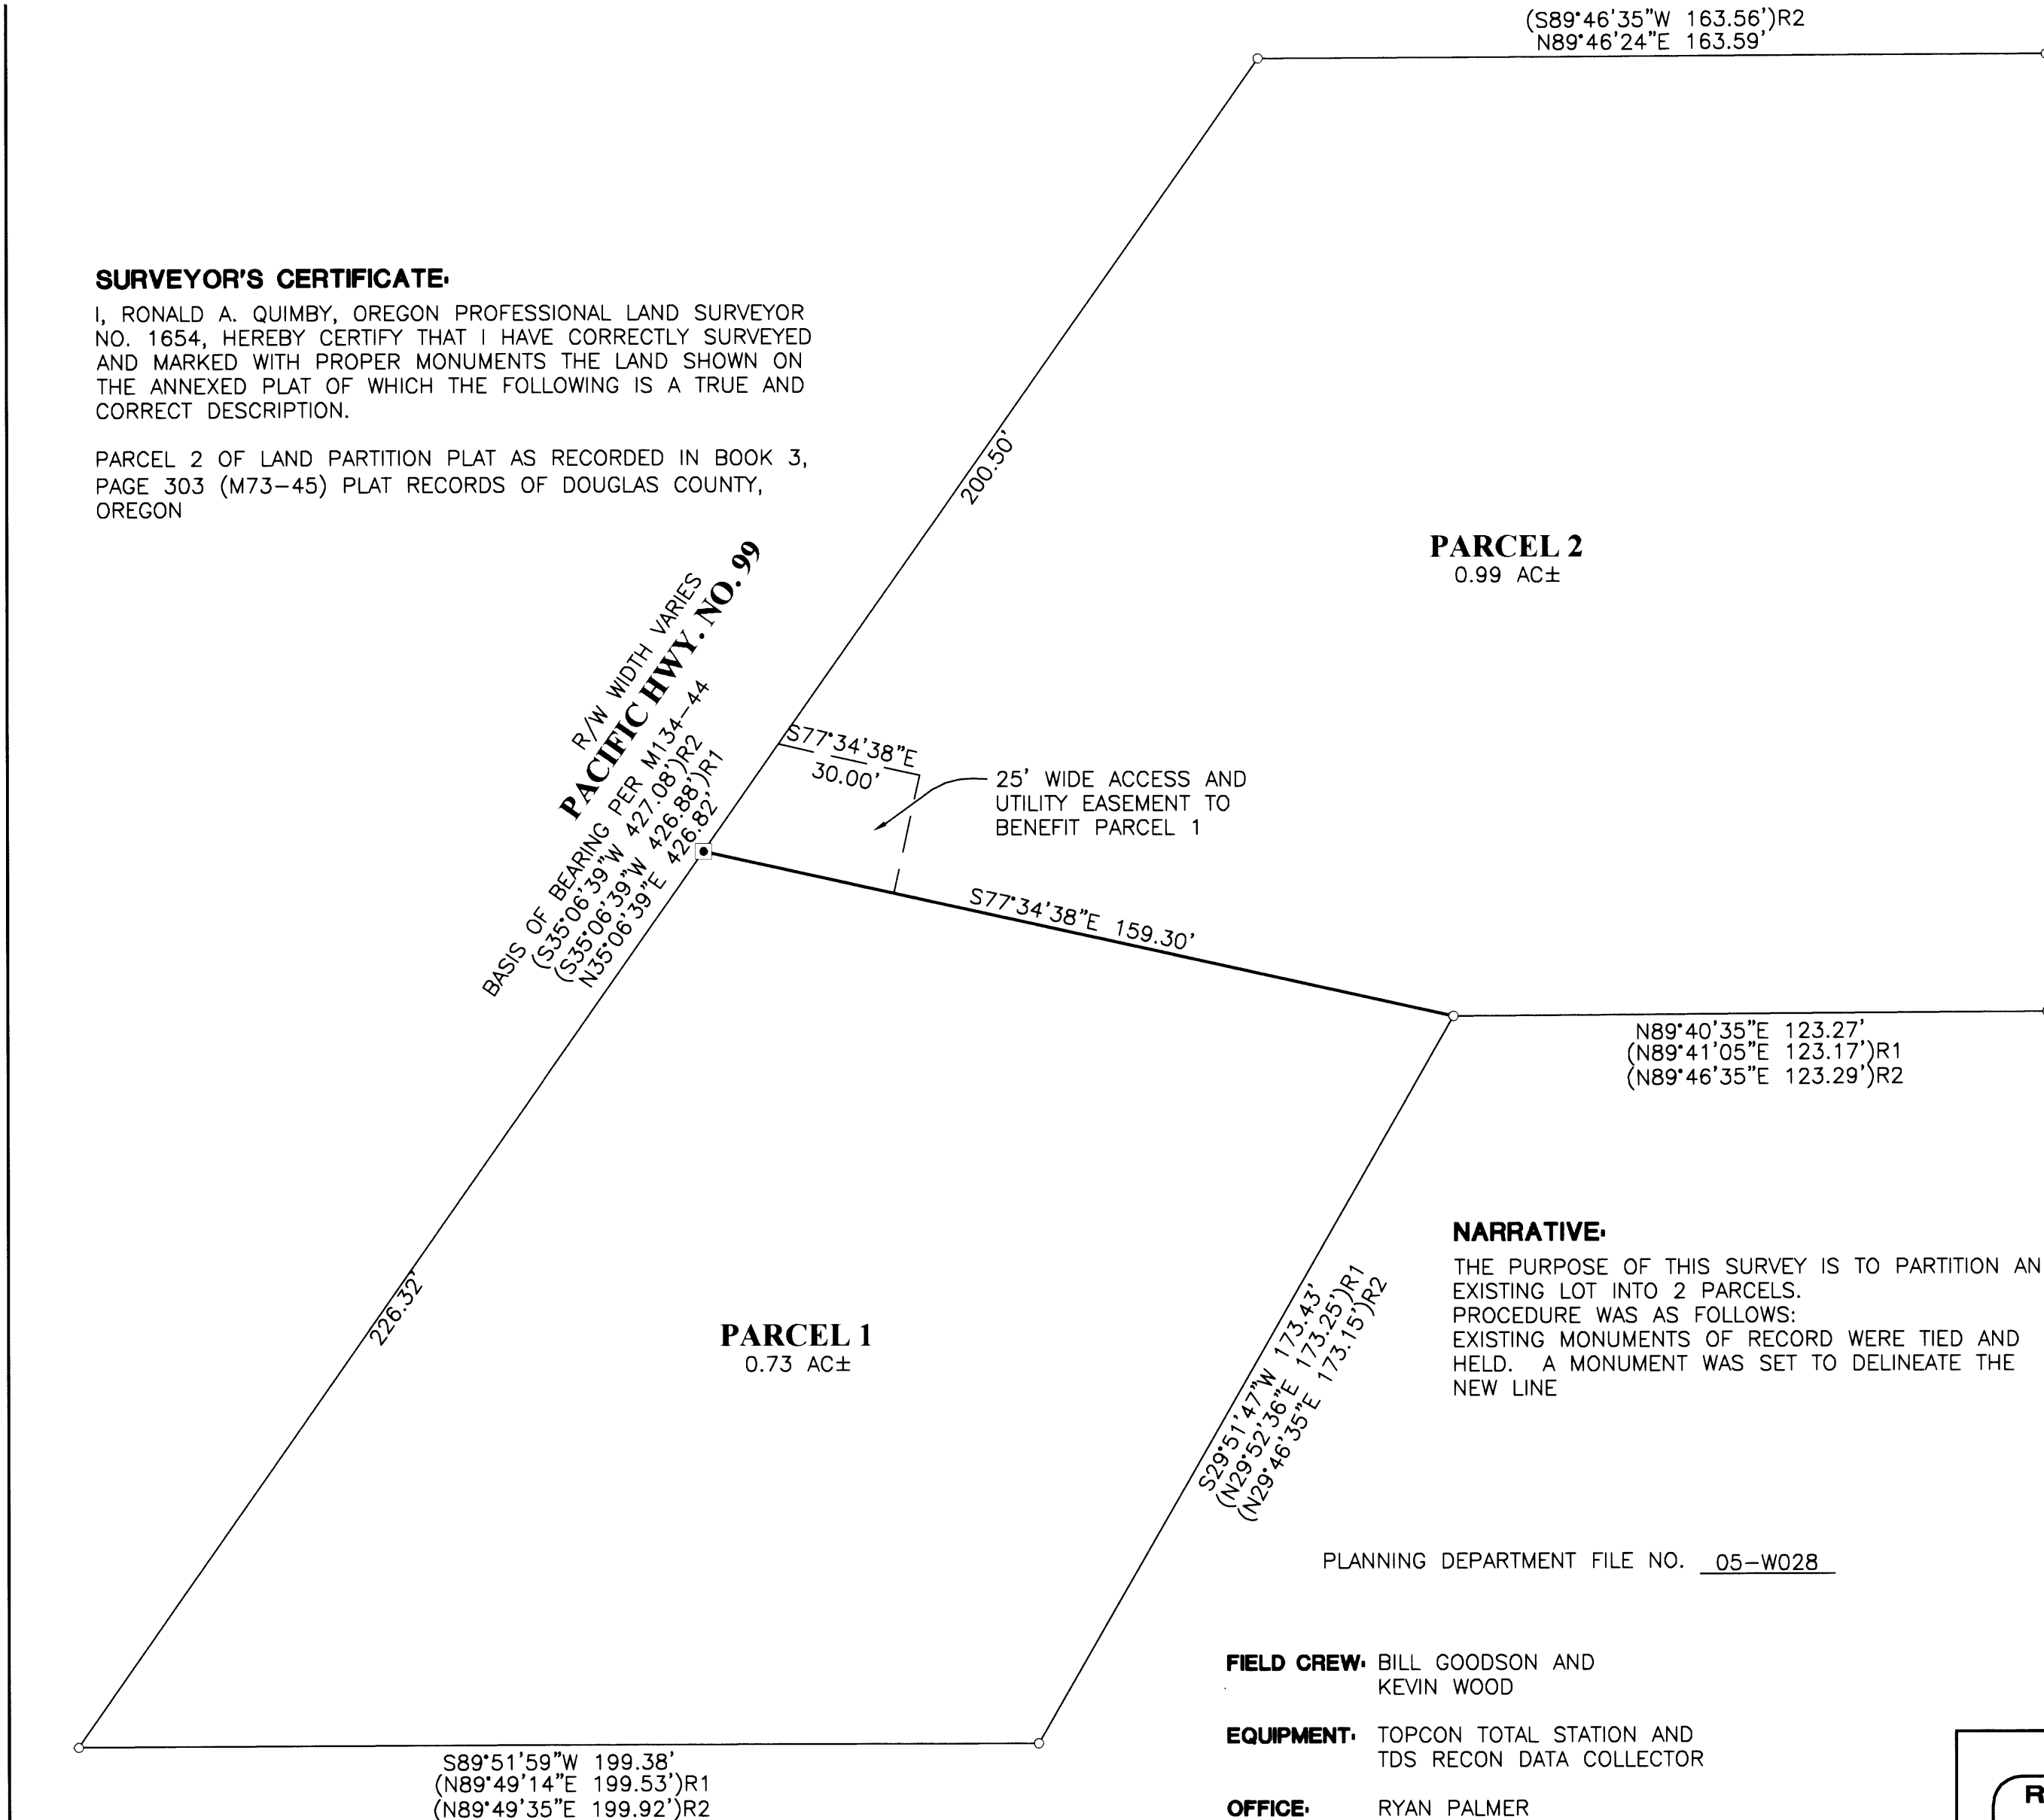 (S89°46'35"W 163.56')R2
N89°46'24"E 163.59'
SURVEYOR'S CERTIFICATE:
I, RONALD A. QUIMBY, OREGON PROFESSIONAL LAND SURVEYOR
NO. 1654, HEREBY CERTIFY THAT I HAVE CORRECTLY SURVEYED
AND MARKED WITH PROPER MONUMENTS THE LAND SHOWN ON
THE ANNEXED PLAT OF WHICH THE FOLLOWING IS A TRUE AND
CORRECT DESCRIPTION.
PARCEL 2 OF LAND PARTITION PLAT AS RECORDED IN BOOK 3,
PAGE 303 (M73-45) PLAT RECORDS OF DOUGLAS COUNTY,
OREGON
200.50'
PARCEL 2
0.99 AC±
R/W WIDTH VARIES
PACIFIC HWY. NO. 99
BASIS OF BEARING PER M134-44
(S35°06'39"W 427.08')R2
(S35°06'39"W 426.88')R1
N35°06'39"E 426.82'
S77°34'38"E
30.00'
25' WIDE ACCESS AND
UTILITY EASEMENT TO
BENEFIT PARCEL 1
S77°34'38"E 159.30'
N89°40'35"E 123.27'
(N89°41'05"E 123.17')R1
(N89°46'35"E 123.29')R2
226.32'
PARCEL 1
0.73 AC±
S29°51'47"W 173.43'
(N29°52'36"E 173.25')R1
(N29°46'35"E 173.15')R2
NARRATIVE:
THE PURPOSE OF THIS SURVEY IS TO PARTITION AN
EXISTING LOT INTO 2 PARCELS.
PROCEDURE WAS AS FOLLOWS:
EXISTING MONUMENTS OF RECORD WERE TIED AND
HELD. A MONUMENT WAS SET TO DELINEATE THE
NEW LINE
PLANNING DEPARTMENT FILE NO. 05-W028
FIELD CREW: BILL GOODSON AND
KEVIN WOOD
EQUIPMENT: TOPCON TOTAL STATION AND
TDS RECON DATA COLLECTOR
OFFICE: RYAN PALMER
S89°51'59"W 199.38'
(N89°49'14"E 199.53')R1
(N89°49'35"E 199.92')R2